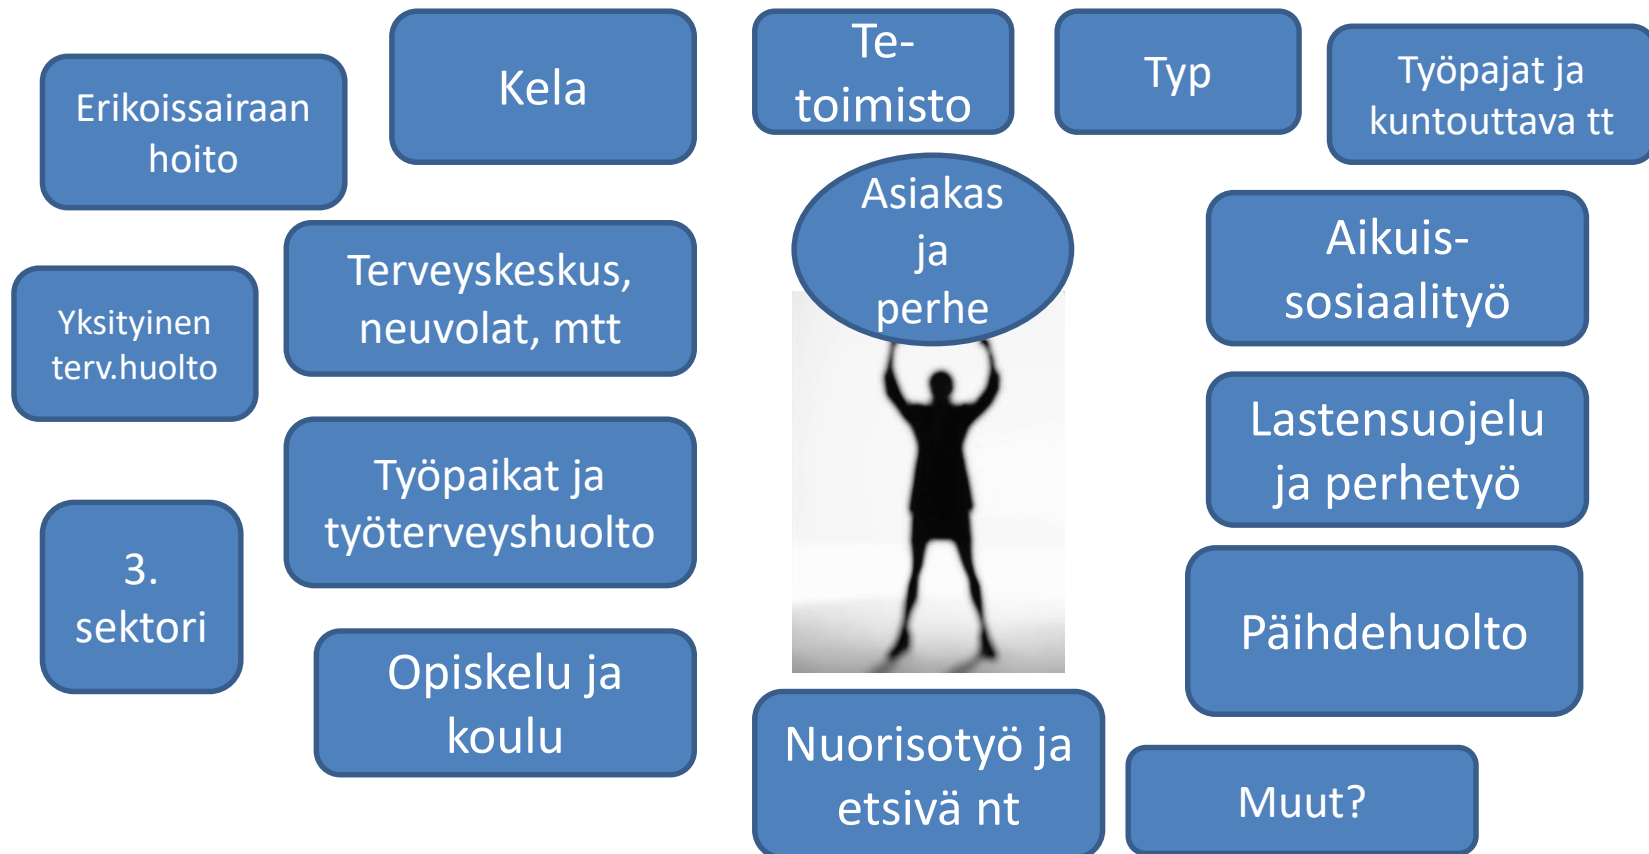 Erikoissairaan
hoito
Kela
Te-
toimisto
Typ
Työpajat ja
kuntouttava tt
Asiakas
ja
perhe
Terveyskeskus,
neuvolat, mtt
Aikuis-
sosiaalityö
Yksityinen
terv.huolto
Lastensuojelu
ja perhetyö
Työpaikat ja
työterveyshuolto
3.
sektori
Päihdehuolto
Opiskelu ja
koulu
Nuorisotyö ja
etsivä nt
Muut?